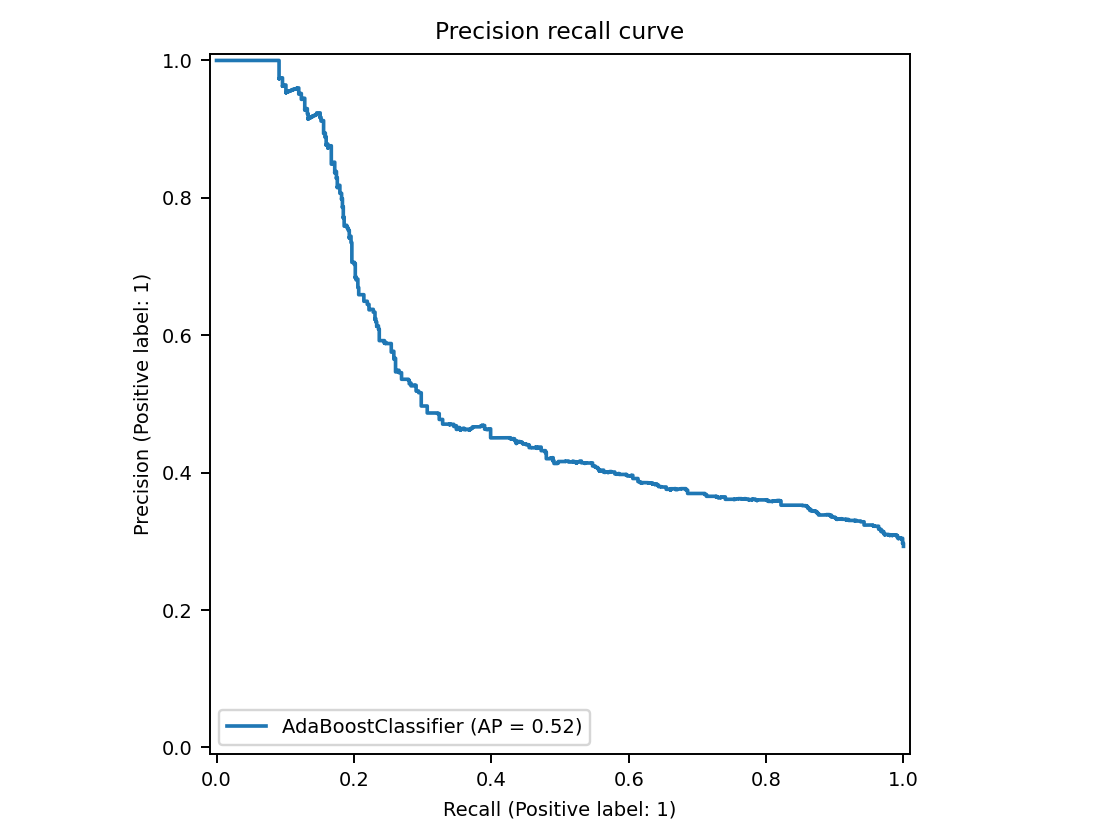 Precision recall curve
1.0
0.8
0.6
0.4
0.2
0.0
Precision (Positive label: 1)
AdaBoostClassifier (AP = 0.52)
0.0 0.2 0.4 0.6 0.8 1.0
Recall (Positive label: 1)